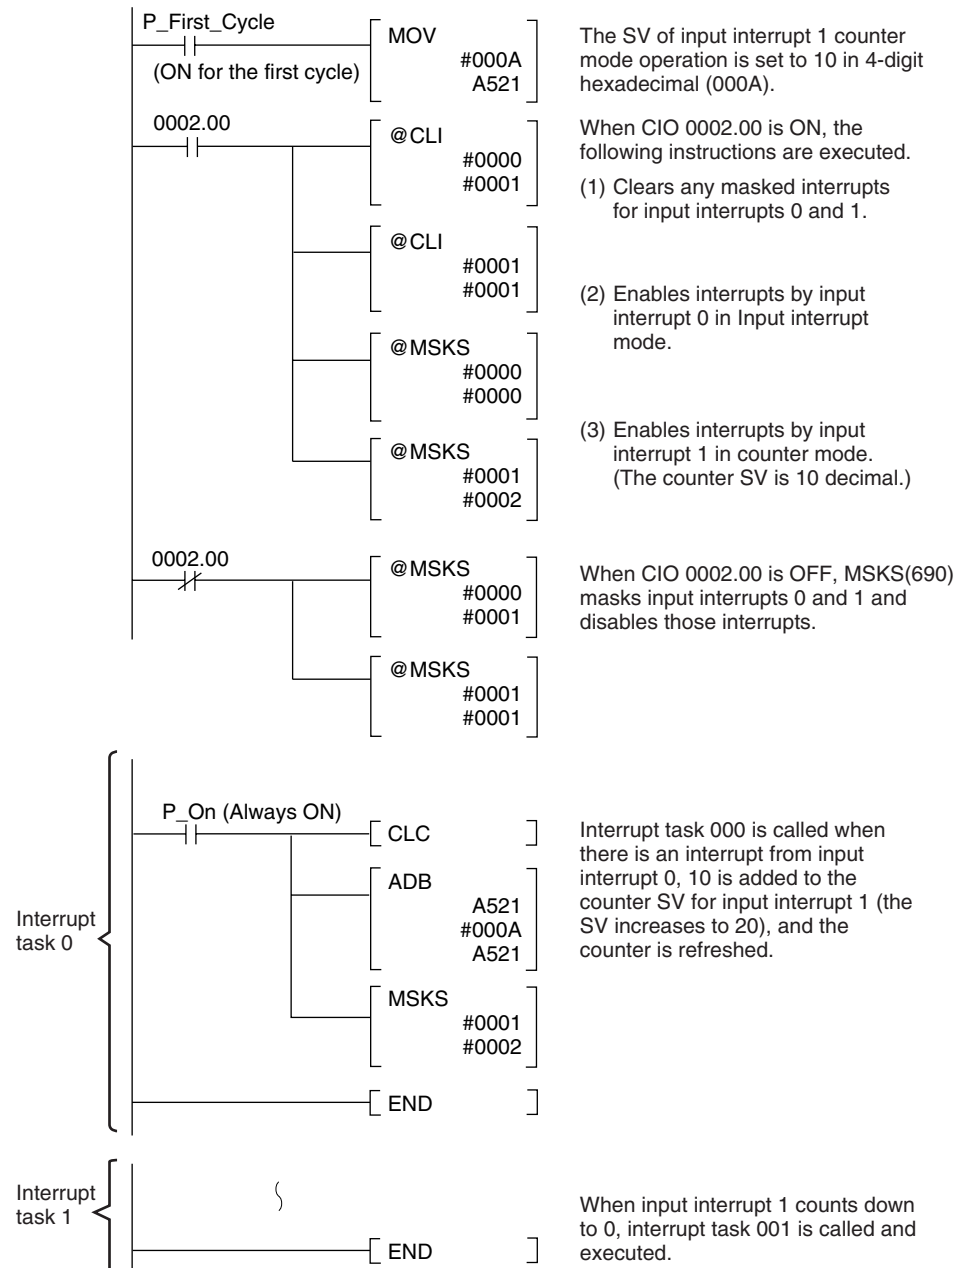 P_First_Cycle
(ON for the first cycle)
MOV
#000A
A521
The SV of input interrupt 1 counter
mode operation is set to 10 in 4-digit
hexadecimal (000A).
0002.00
@CLI
#0000
#0001
When CIO 0002.00 is ON, the
following instructions are executed.
(1) Clears any masked interrupts
for input interrupts 0 and 1.
@CLI
#0001
#0001
(2) Enables interrupts by input
interrupt 0 in Input interrupt
mode.
@MSKS
#0000
#0000
(3) Enables interrupts by input
interrupt 1 in counter mode.
(The counter SV is 10 decimal.)
@MSKS
#0001
#0002
0002.00
@MSKS
#0000
#0001
When CIO 0002.00 is OFF, MSKS(690)
masks input interrupts 0 and 1 and
disables those interrupts.
@MSKS
#0001
#0001
Interrupt
task 0
P_On (Always ON)
CLC
ADB
A521
#000A
A521
MSKS
#0001
#0002
END
Interrupt task 000 is called when
there is an interrupt from input
interrupt 0, 10 is added to the
counter SV for input interrupt 1 (the
SV increases to 20), and the
counter is refreshed.
Interrupt
task 1
END
When input interrupt 1 counts down
to 0, interrupt task 001 is called and
executed.